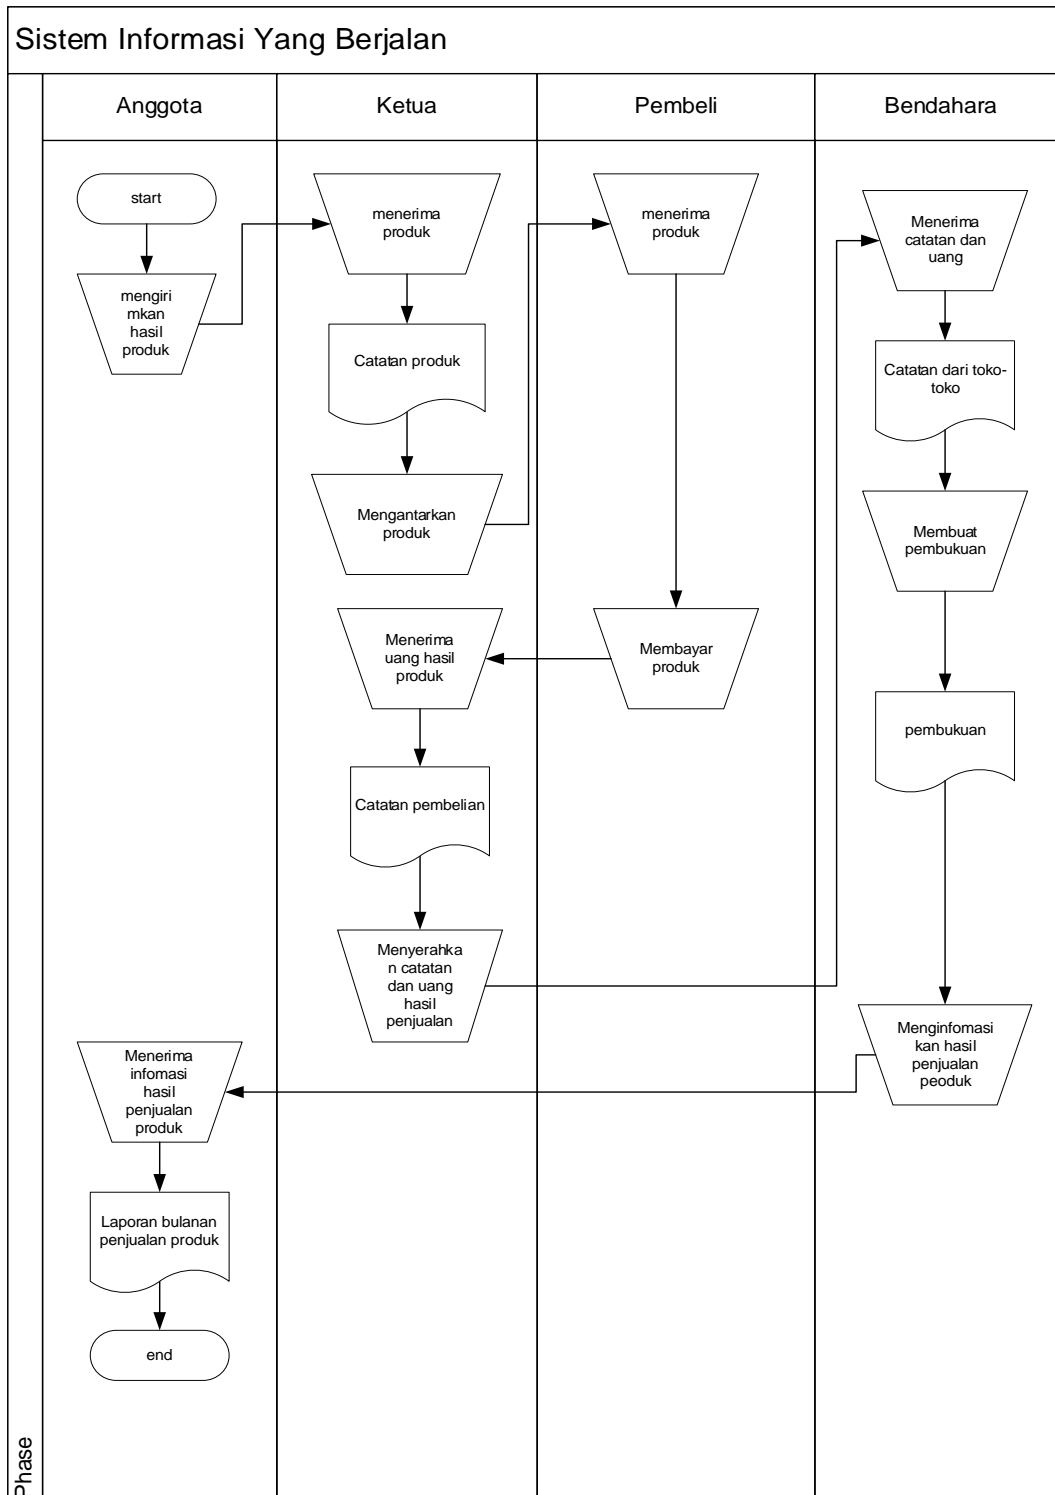 Sistem Informasi Yang Berjalan
Anggota
Ketua
Pembeli
Bendahara
start
mengiri
mkan
hasil
produk
menerima
produk
Catatan produk
Mengantarkan
produk
menerima
produk
Membayar
produk
Menerima
uang hasil
produk
Catatan pembelian
Menyerahka
n catatan
dan uang
hasil
penjualan
Menerima
catatan dan
uang
Catatan dari toko-
toko
Membuat
pembukuan
pembukuan
Menginfomasi
kan hasil
penjualan
peoduk
Menerima
infomasi
hasil
penjualan
produk
Laporan bulanan
penjualan produk
end
Phase